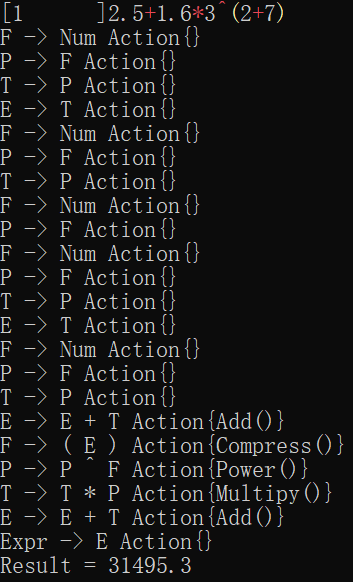 [1      ]2.5+1.6*3^(2+7)
F -> Num Action{}
P -> F Action{}
T -> P Action{}
E -> T Action{}
F -> Num Action{}
P -> F Action{}
T -> P Action{}
F -> Num Action{}
P -> F Action{}
F -> Num Action{}
P -> F Action{}
T -> P Action{}
E -> T Action{}
F -> Num Action{}
P -> F Action{}
T -> P Action{}
E -> E + T Action{Add()}
F -> ( E ) Action{Compress()}
P -> P ^ F Action{Power()}
T -> T * P Action{Multipy()}
E -> E + T Action{Add()}
Expr -> E Action{}
Result = 31495.3